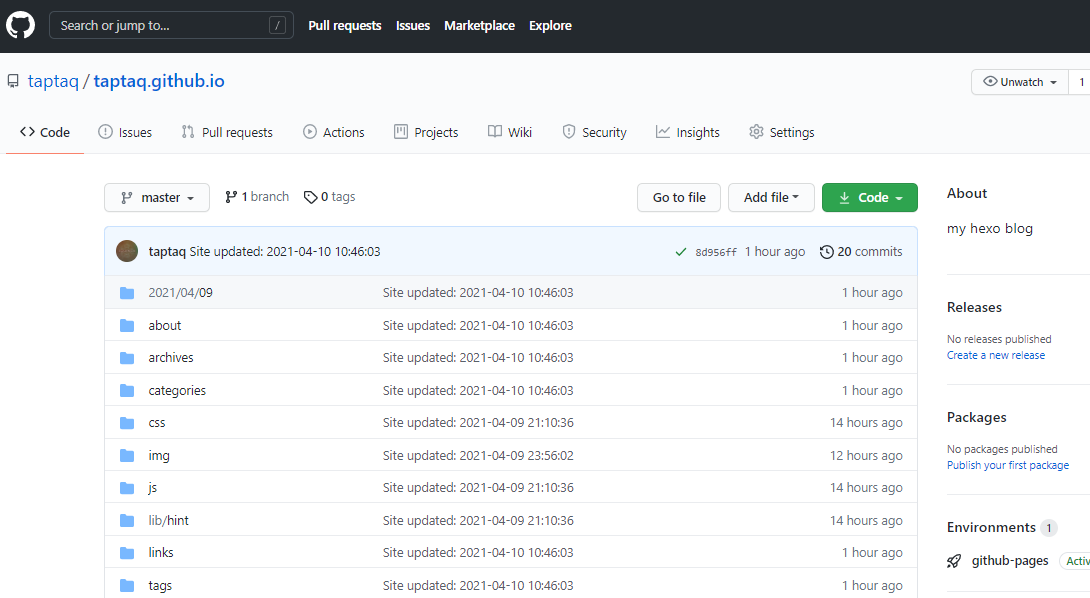 Search or jump to... /
Pull requests Issues Marketplace Explore
taptaq / taptaq.github.io
Unwatch 1
Code Issues Pull requests Actions Projects Wiki Security Insights Settings
master 1 branch 0 tags Go to file Add file Code
taptaq Site updated: 2021-04-10 10:46:03 8d956ff 1 hour ago 20 commits
2021/04/09 Site updated: 2021-04-10 10:46:03 1 hour ago
about Site updated: 2021-04-10 10:46:03 1 hour ago
archives Site updated: 2021-04-10 10:46:03 1 hour ago
categories Site updated: 2021-04-10 10:46:03 1 hour ago
css Site updated: 2021-04-09 21:10:36 14 hours ago
img Site updated: 2021-04-09 23:56:02 12 hours ago
js Site updated: 2021-04-09 21:10:36 14 hours ago
lib/hint Site updated: 2021-04-09 21:10:36 14 hours ago
links Site updated: 2021-04-10 10:46:03 1 hour ago
tags Site updated: 2021-04-10 10:46:03 1 hour ago
About
my hexo blog
Releases
No releases published
Create a new release
Packages
No packages published
Publish your first package
Environments 1
github-pages Activ